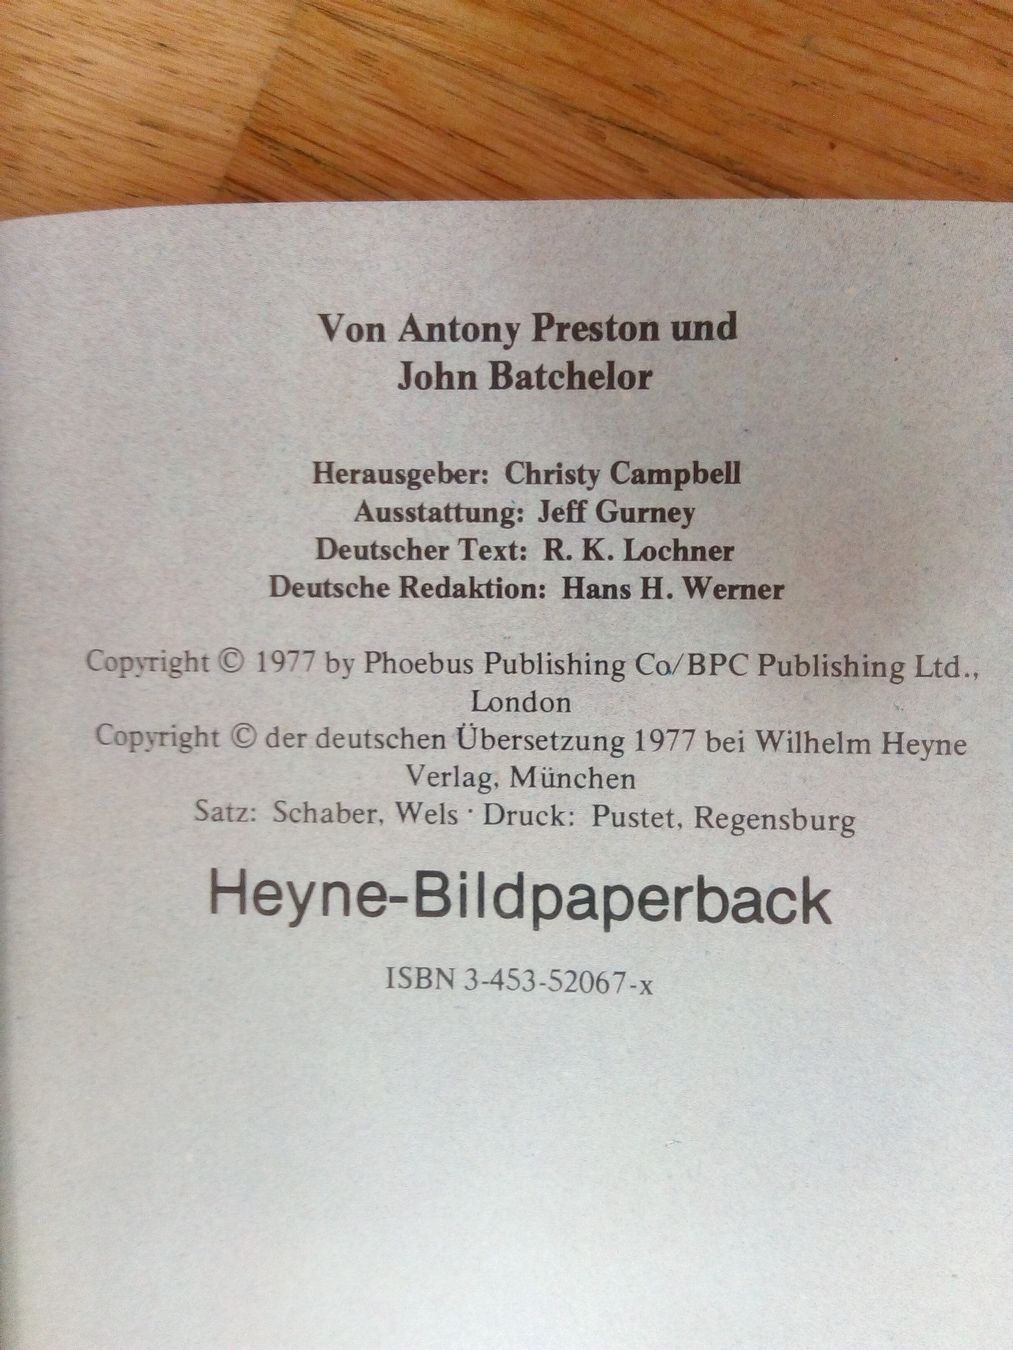 Von Antony Preston und
John Batchelor
Herausgeber: Christy Campbell
Ausstattung: Jeff Gurney
Deutscher Text: R. K. Lochner
Deutsche Redaktion: Hans H. Werner
Copyright © 1977 by Phoebus Publishing Co/BPC Publishing Ltd.,
London
Copyright © der deutschen Übersetzung 1977 bei Wilhelm Heyne
Verlag, München
Satz: Schaber, Wels · Druck: Pustet, Regensburg
Heyne-Bildpaperback
ISBN 3-453-52067-x